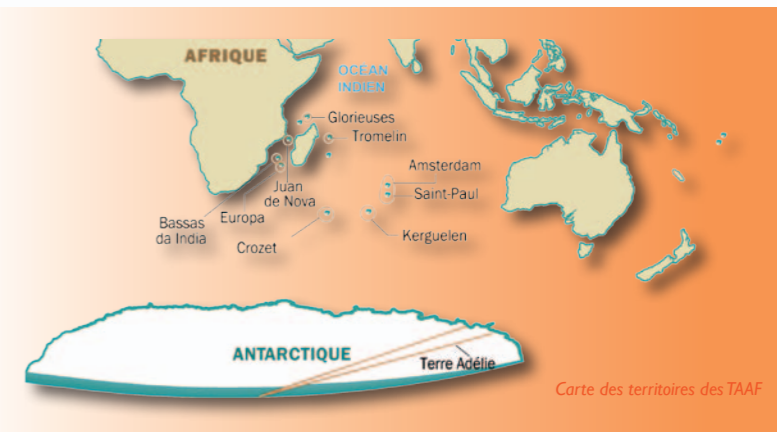 AFRIQUE
OCEAN
INDIEN
Glorieuses
Tromelin
Amsterdam
Saint-Paul
Juan
de Nova
Europa
Bassas
da India
Crozet
Kerguelen
ANTARCTIQUE
Terre Adélie
Carte des territoires des TAAF